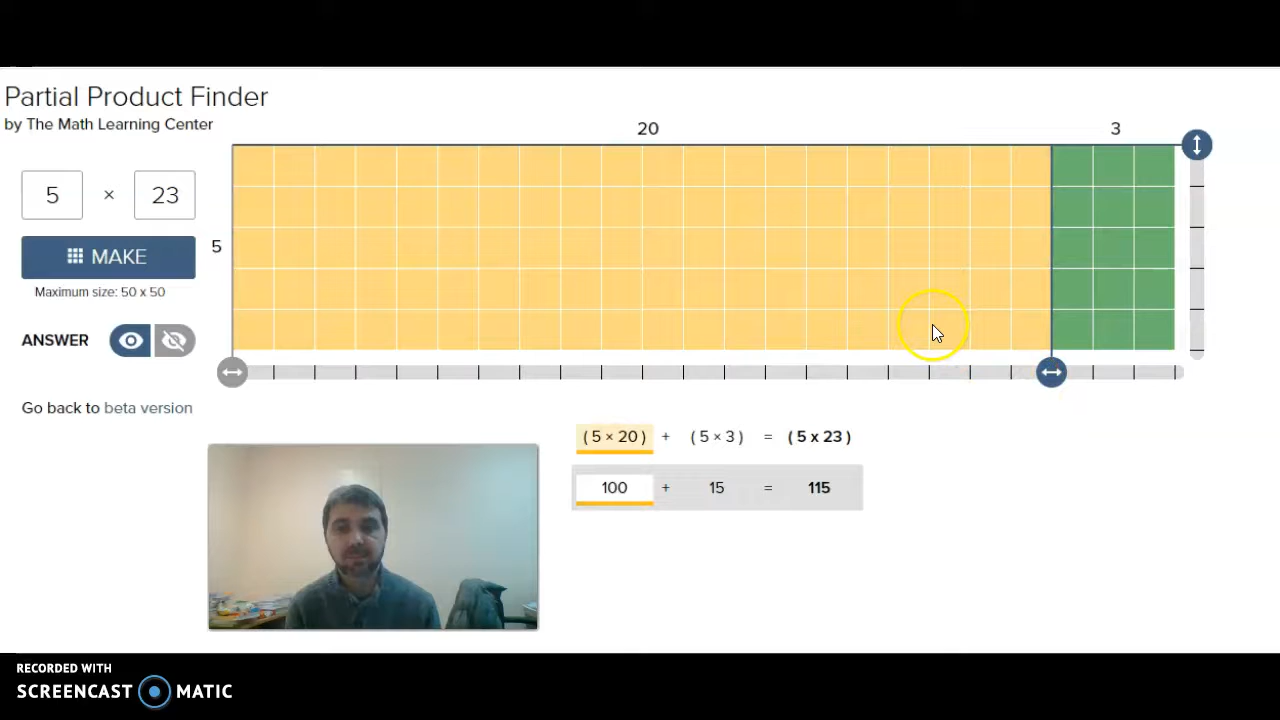 Partial Product Finder
by The Math Learning Center
20 3
5 × 23
5
MAKE
Maximum size: 50 x 50
ANSWER
Go back to beta version
( 5 × 20 ) + ( 5 × 3 ) = ( 5 x 23 )
100 + 15 = 115
RECORDED WITH
SCREENCAST MATIC